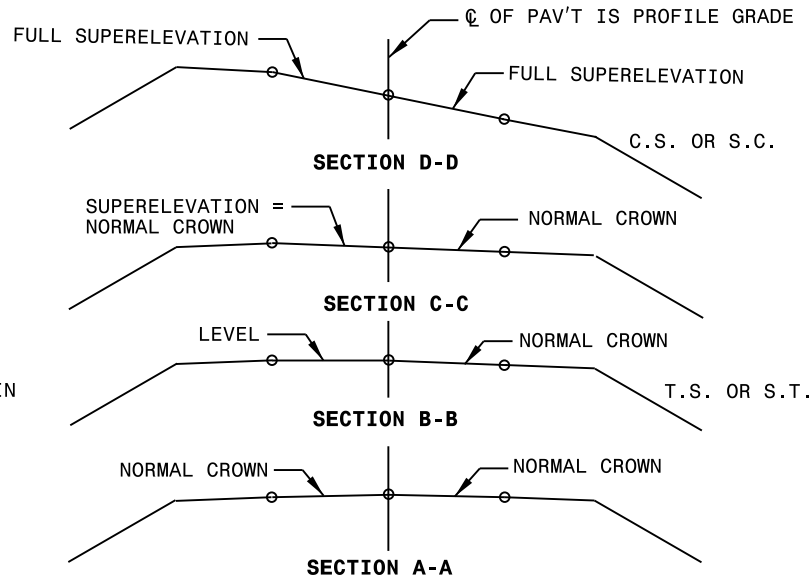 ℄ OF PAV'T IS PROFILE GRADE
FULL SUPERELEVATION
FULL SUPERELEVATION
C.S. OR S.C.
SECTION D-D
SUPERELEVATION =
NORMAL CROWN
NORMAL CROWN
SECTION C-C
LEVEL
NORMAL CROWN
IN
T.S. OR S.T.
SECTION B-B
NORMAL CROWN
NORMAL CROWN
SECTION A-A